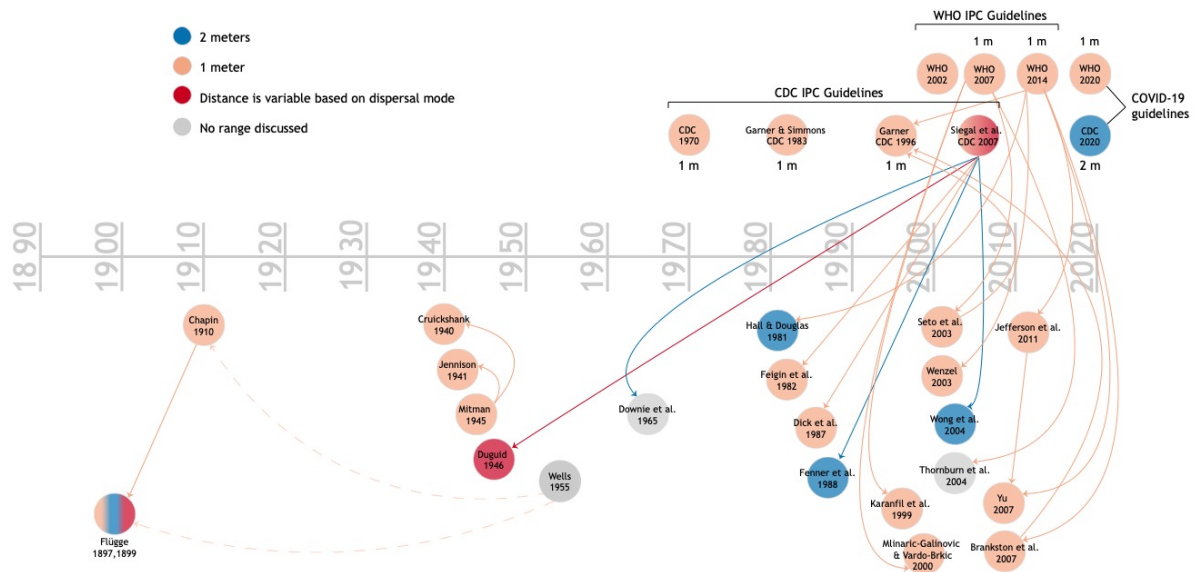 WHO IPC Guidelines
2 meters
1 meter
Distance is variable based on dispersal mode
No range discussed
1 m
1 m
1 m
WHO
2002
WHO
2007
WHO
2014
WHO
2020
CDC IPC Guidelines
COVID-19
guidelines
CDC
1970
Garner & Simmons
CDC 1983
Garner
CDC 1996
Siegal et al.
CDC 2007
CDC
2020
1 m
1 m
1 m
2 m
1890
1900
1910
1920
1930
1940
1950
1960
1970
1980
1990
2000
2010
2020
Chapin
1910
Cruickshank
1940
Jennison
1941
Mitman
1945
Duguid
1946
Wells
1955
Flügge
1897,1899
Downie et al.
1965
Hall & Douglas
1981
Feigin et al.
1982
Dick et al.
1987
Fenner et al.
1988
Karanfil et al.
1999
Mlinaric-Galinovic
& Vardo-Brkic
2000
Seto et al.
2003
Wenzel
2003
Wong et al.
2004
Thornburn et al.
2004
Jefferson et al.
2011
Yu
2007
Brankston et al.
2007